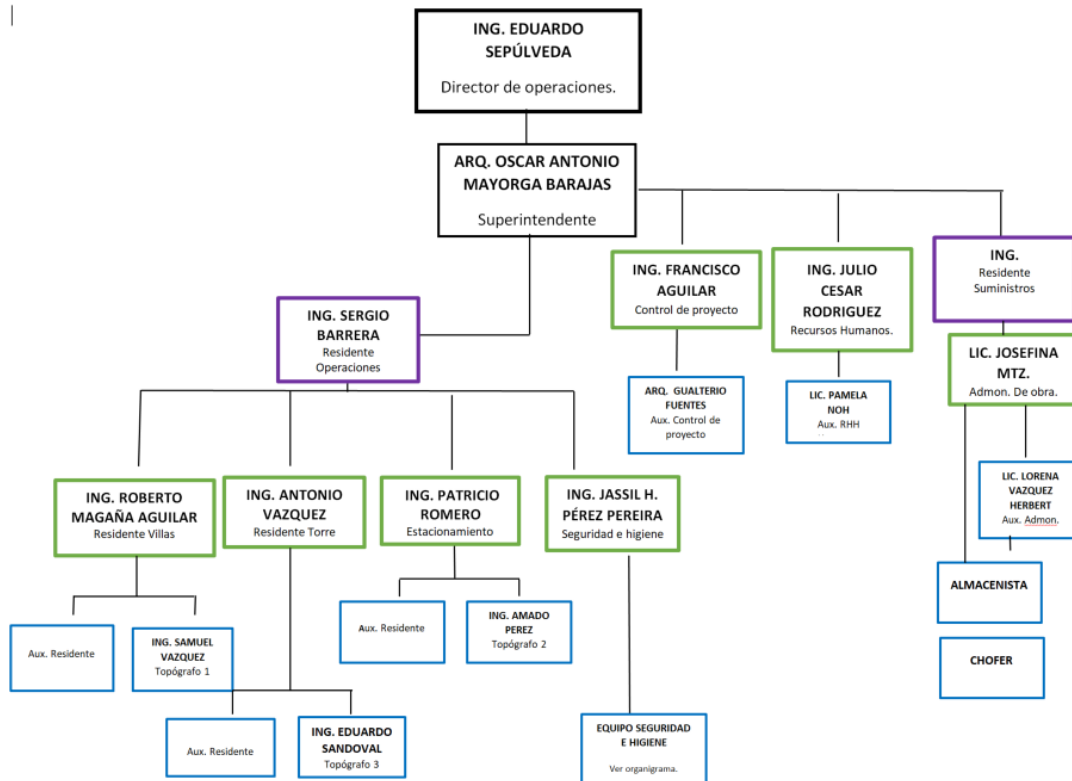 ING. EDUARDO
SEPÚLVEDA
Director de operaciones.
ARQ. OSCAR ANTONIO
MAYORGA BARAJAS
Superintendente
ING. FRANCISCO
AGUILAR
Control de proyecto
ING. JULIO
CESAR
RODRIGUEZ
Recursos Humanos.
ING.
Residente
Suministros
ING. SERGIO
BARRERA
Residente
Operaciones
LIC. JOSEFINA
MTZ.
Admon. De obra.
ARQ. GUALTERIO
FUENTES
Aux. Control de
proyecto
LIC. PAMELA
NOH
Aux. RHH
LIC. LORENA
VAZQUEZ
HERBERT
Aux. Admon.
ING. ROBERTO
MAGAÑA AGUILAR
Residente Villas
ING. ANTONIO
VAZQUEZ
Residente Torre
ING. PATRICIO
ROMERO
Estacionamiento
ING. JASSIL H.
PÉREZ PEREIRA
Seguridad e higiene
ALMACENISTA
CHOFER
Aux. Residente
ING. SAMUEL
VAZQUEZ
Topógrafo 1
Aux. Residente
ING. AMADO
PEREZ
Topógrafo 2
Aux. Residente
ING. EDUARDO
SANDOVAL
Topógrafo 3
EQUIPO SEGURIDAD
E HIGIENE
Ver organigrama.